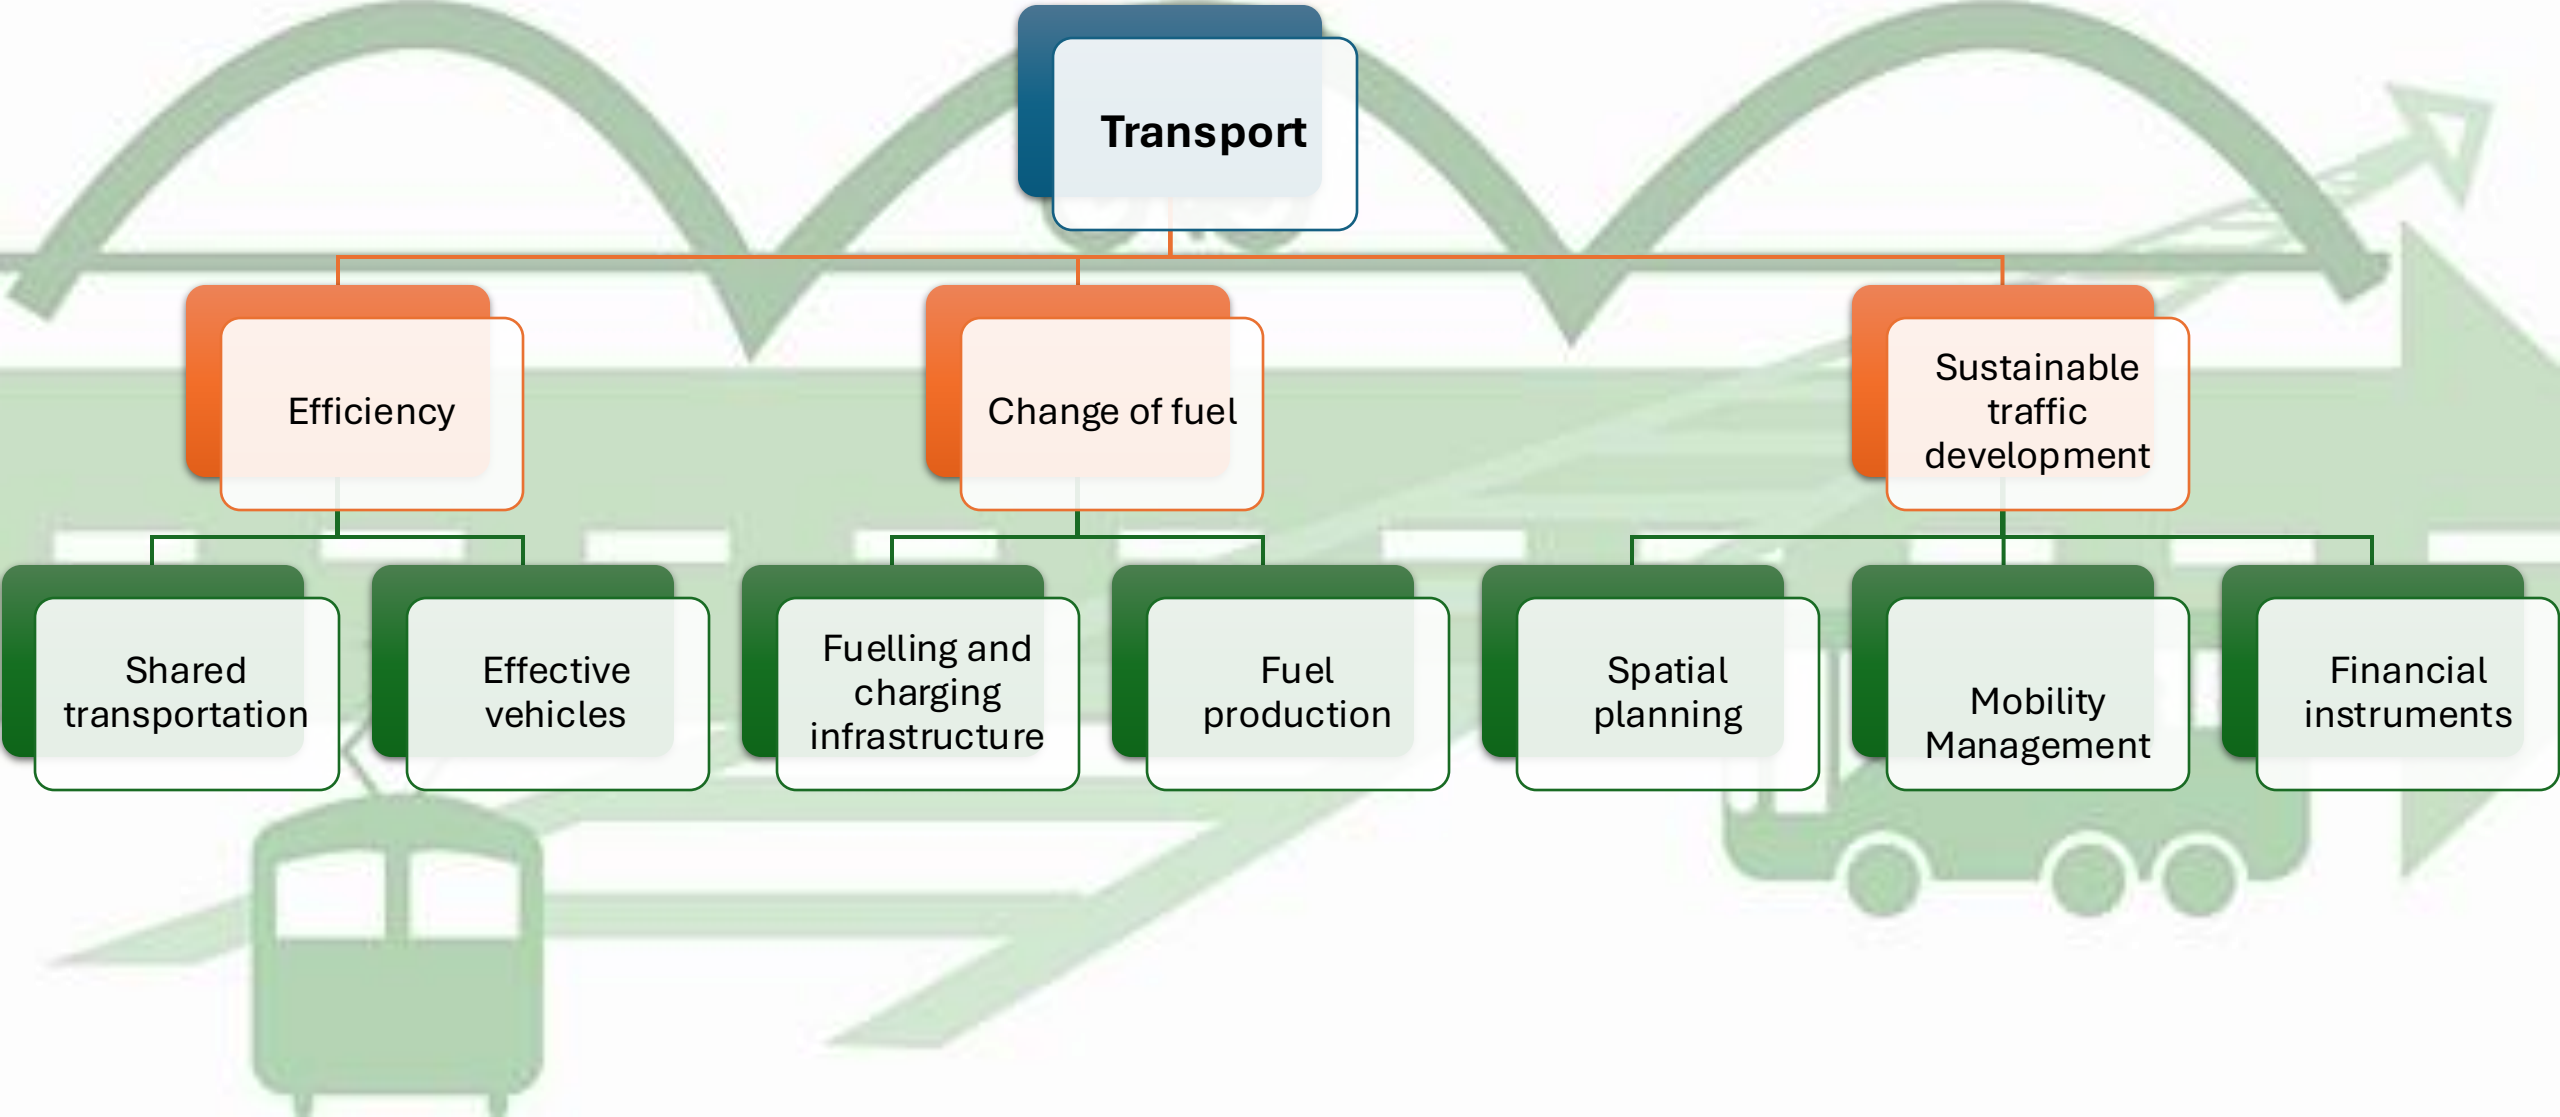 Transport
Efficiency
Change of fuel
Sustainable
traffic
development
Shared
transportation
Effective
vehicles
Fuelling and
charging
infrastructure
Fuel
production
Spatial
planning
Mobility
Management
Financial
instruments